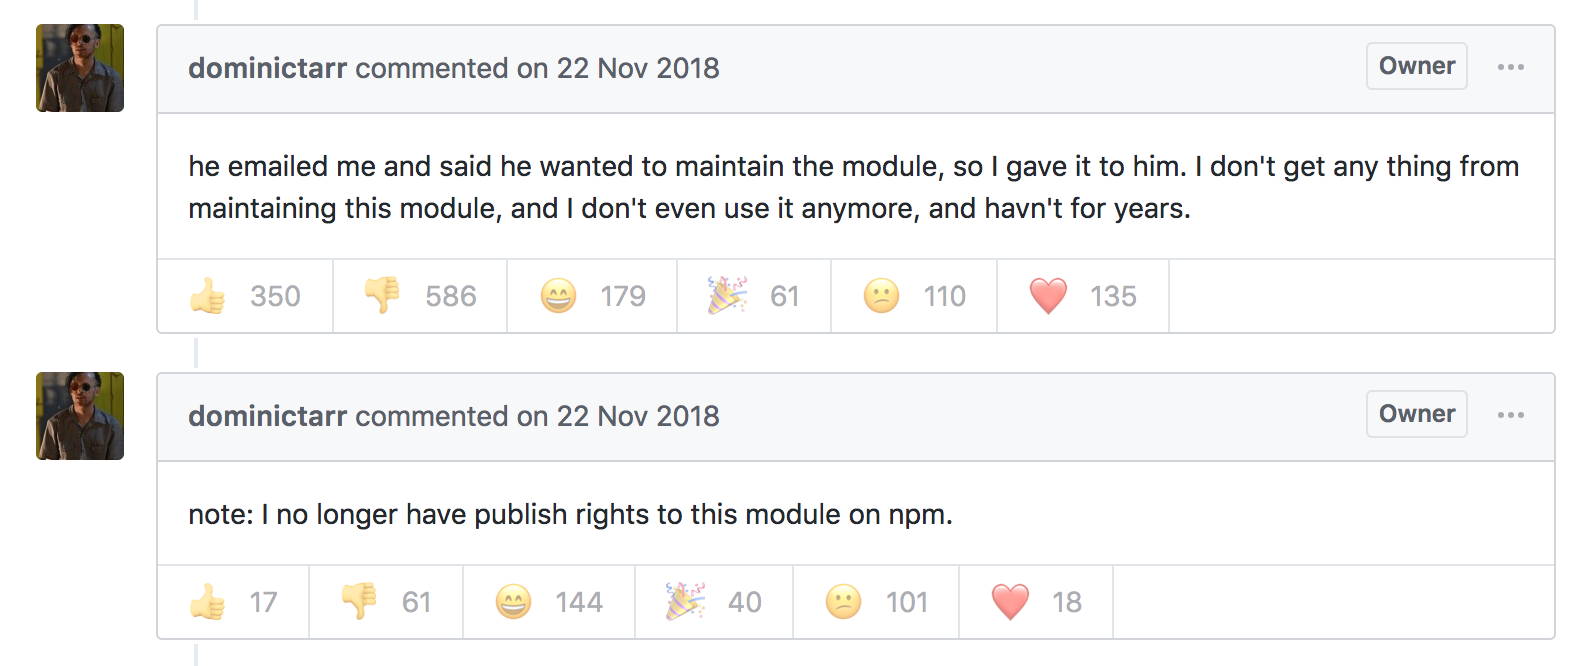 dominictarr commented on 22 Nov 2018 Owner
he emailed me and said he wanted to maintain the module, so I gave it to him. I don't get any thing from
maintaining this module, and I don't even use it anymore, and havn't for years.
350 586 179 61 110 135
dominictarr commented on 22 Nov 2018 Owner
note: I no longer have publish rights to this module on npm.
17 61 144 40 101 18